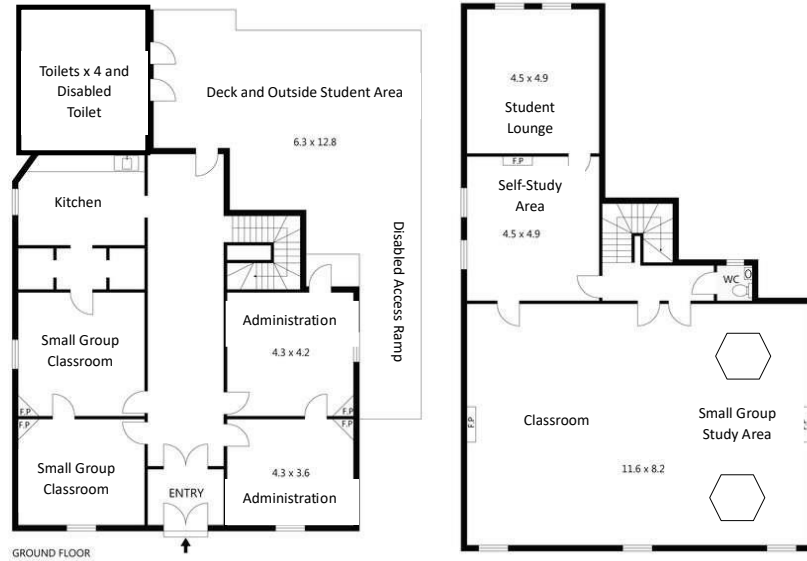 Toilets x 4 and
Disabled
Toilet
Deck and Outside Student Area
6.3 x 12.8
Kitchen
Disabled Access Ramp
Small Group
Classroom
Administration
4.3 x 4.2
F.P
F.P
F.P
F.P
Small Group
Classroom
ENTRY
4.3 x 3.6
Administration
GROUND FLOOR
4.5 x 4.9
Student
Lounge
F.P
Self-Study
Area
4.5 x 4.9
WC
F.P
Classroom
Small Group
Study Area
11.6 x 8.2